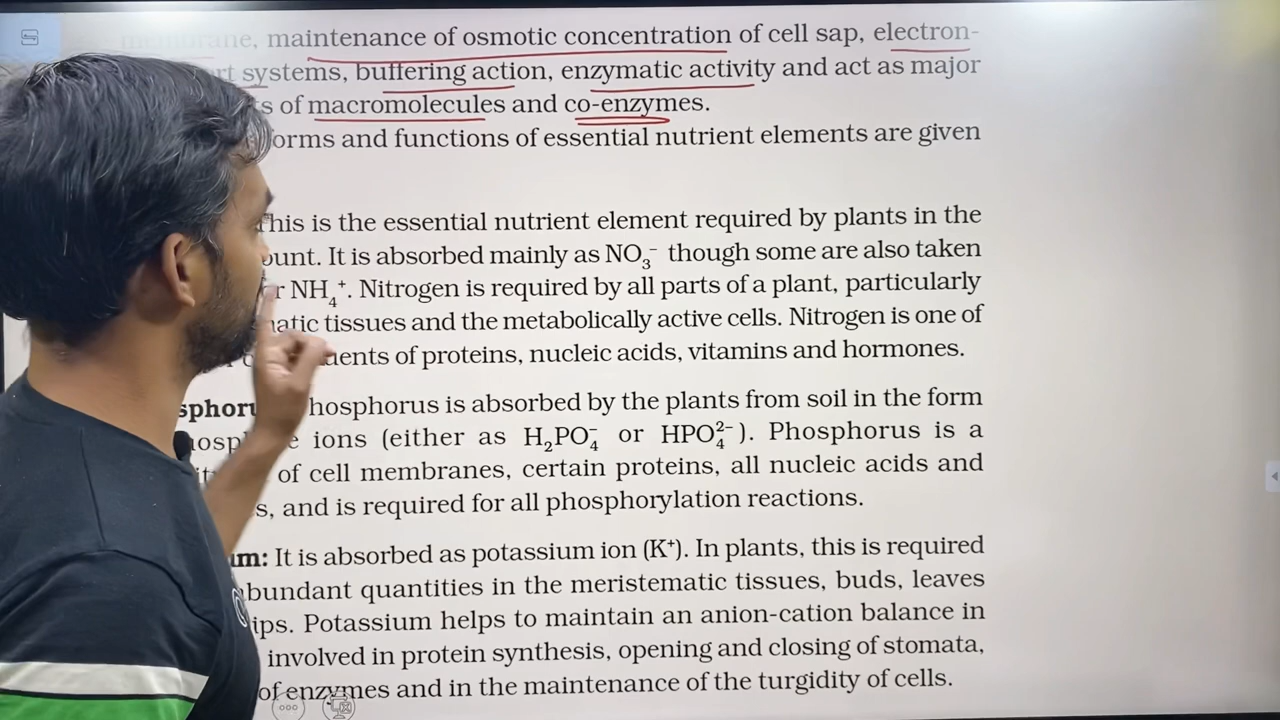 membrane, maintenance of osmotic concentration of cell sap, electron-
systems, buffering action, enzymatic activity and act as major
of macromolecules and co-enzymes.
and functions of essential nutrient elements are given
This is the essential nutrient element required by plants in the
It is absorbed mainly as NO₃⁻ though some are also taken
NH₄⁺. Nitrogen is required by all parts of a plant, particularly
tissues and the metabolically active cells. Nitrogen is one of
of proteins, nucleic acids, vitamins and hormones.
hosphorus is absorbed by the plants from soil in the form
ions (either as H₂PO₄⁻ or HPO₄²⁻). Phosphorus is a
of cell membranes, certain proteins, all nucleic acids and
and is required for all phosphorylation reactions.
um: It is absorbed as potassium ion (K⁺). In plants, this is required
bundant quantities in the meristematic tissues, buds, leaves
ips. Potassium helps to maintain an anion-cation balance in
involved in protein synthesis, opening and closing of stomata,
of enzymes and in the maintenance of the turgidity of cells.